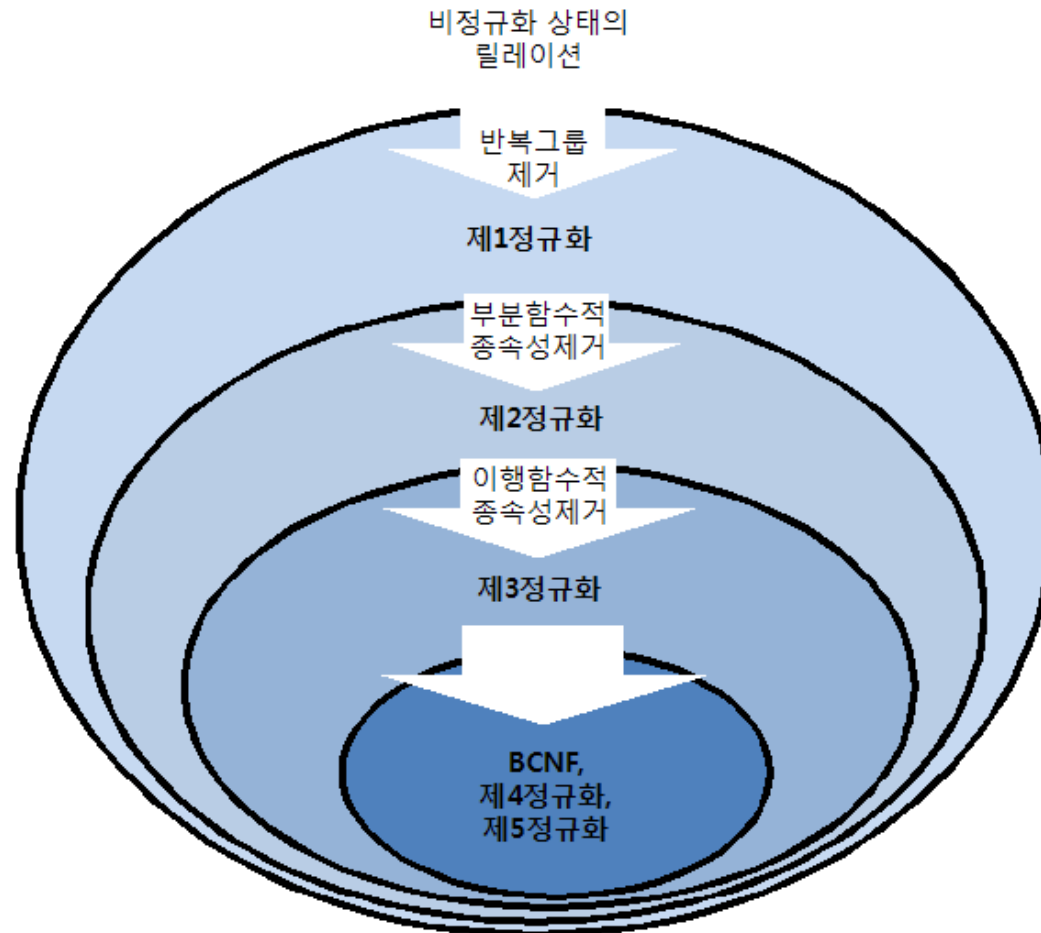 비정규화 상태의
릴레이션
반복그룹
제거
제1정규화
부분함수적
종속성제거
제2정규화
이행함수적
종속성제거
제3정규화
BCNF,
제4정규화,
제5정규화